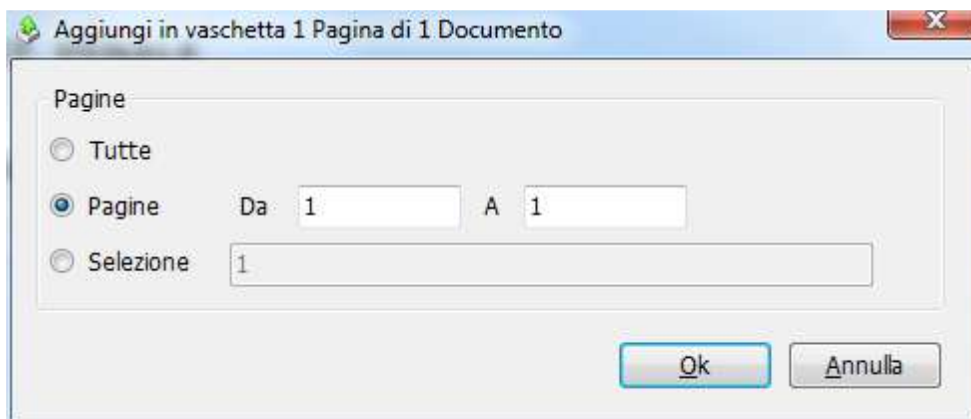 Aggiungi in vaschetta 1 Pagina di 1 Documento
Pagine
Tutte
Pagine Da 1 A 1
Selezione 1
Ok Annulla